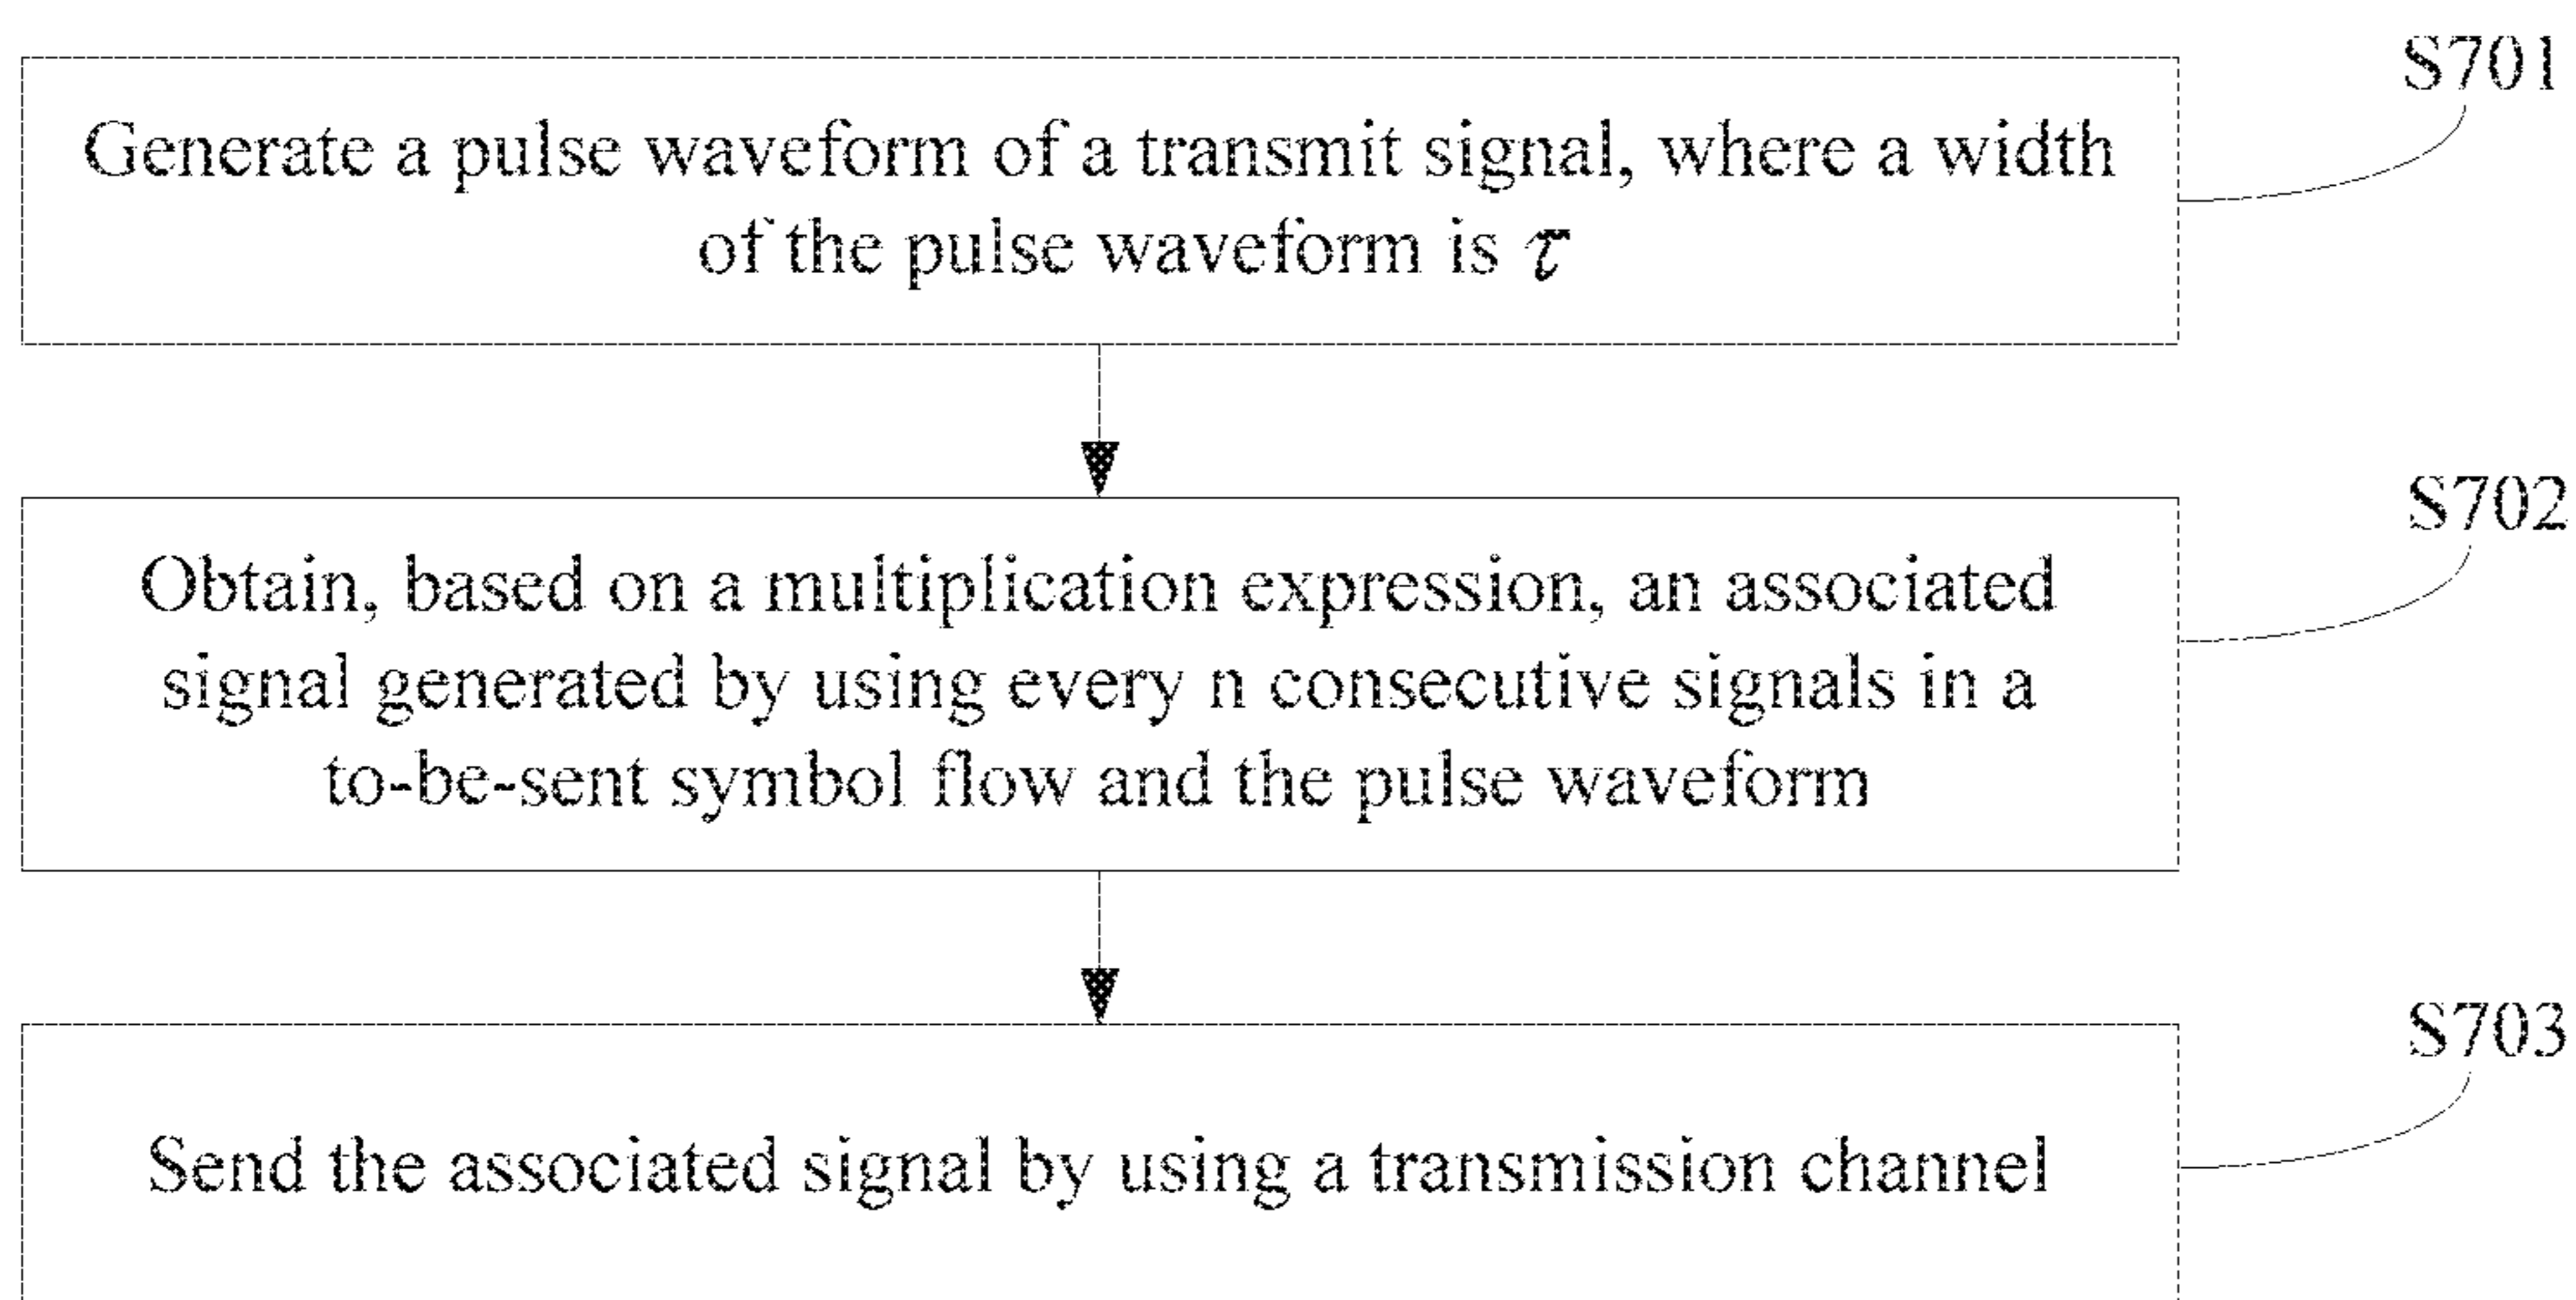 S701
Generate a pulse waveform of a transmit signal, where a width
of the pulse waveform is τ
S702
Obtain, based on a multiplication expression, an associated
signal generated by using every n consecutive signals in a
to-be-sent symbol flow and the pulse waveform
S703
Send the associated signal by using a transmission channel